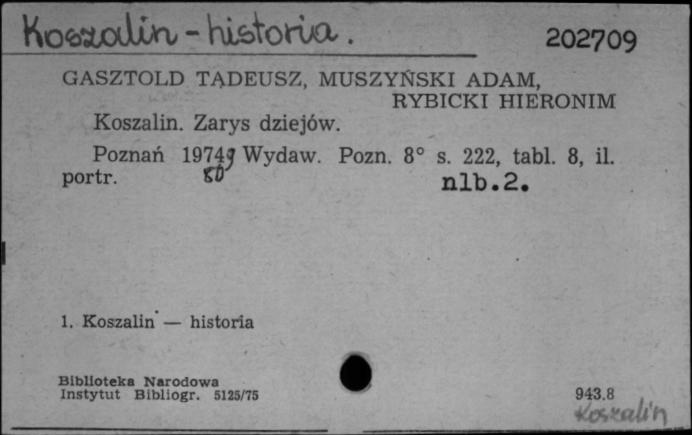 Koszalin - historia.
202709
GASZTOLD TADEUSZ, MUSZYŃSKI ADAM,
RYBICKI HIERONIM
Koszalin. Zarys dziejów.
Poznań 1974 Wydaw. Pozn. 8° s. 222, tabl. 8, il.
portr. nlb.2.
1. Koszalin — historia
Biblioteka Narodowa
Instytut Bibliogr. 5125/75
943.8
Koszalin